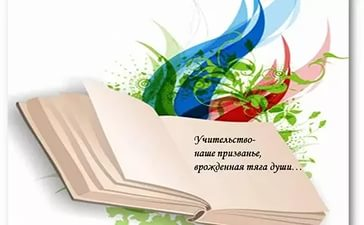 Учительство-
наше призванье,
врожденная тяга души…